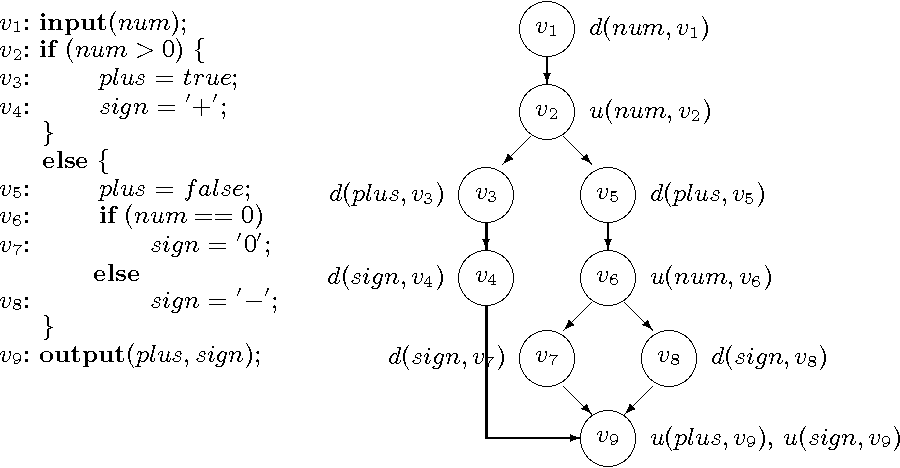 v1: input(num);
v2: if (num > 0) {
v3: plus = true;
v4: sign = '+';
}
else {
v5: plus = false;
v6: if (num == 0)
v7: sign = '0';
else
v8: sign = '−';
}
v9: output(plus, sign);
v1 d(num, v1)
v2 u(num, v2)
d(plus, v3) v3 v5 d(plus, v5)
d(sign, v4) v4 v6 u(num, v6)
d(sign, v7) v7 v8 d(sign, v8)
v9 u(plus, v9), u(sign, v9)